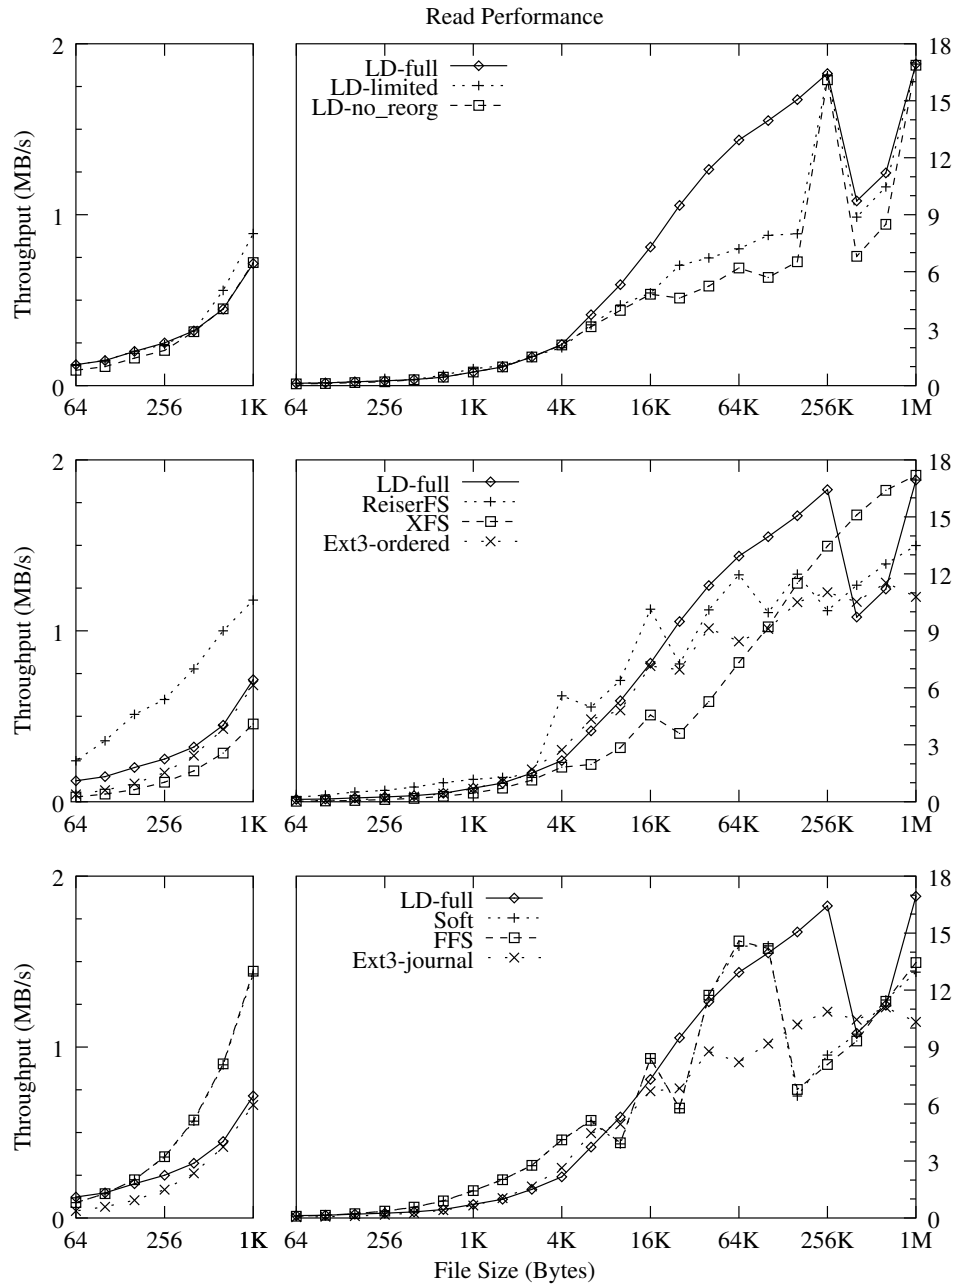 Read Performance
Throughput (MB/s)
2
1
0
64
256
1K
LD-full
LD-limited
LD-no_reorg
18
15
12
9
6
3
0
64
256
1K
4K
16K
64K
256K
1M
Throughput (MB/s)
2
1
0
64
256
1K
LD-full
ReiserFS
XFS
Ext3-ordered
18
15
12
9
6
3
0
64
256
1K
4K
16K
64K
256K
1M
Throughput (MB/s)
2
1
0
64
256
1K
LD-full
Soft
FFS
Ext3-journal
18
15
12
9
6
3
0
64
256
1K
4K
16K
64K
256K
1M
File Size (Bytes)